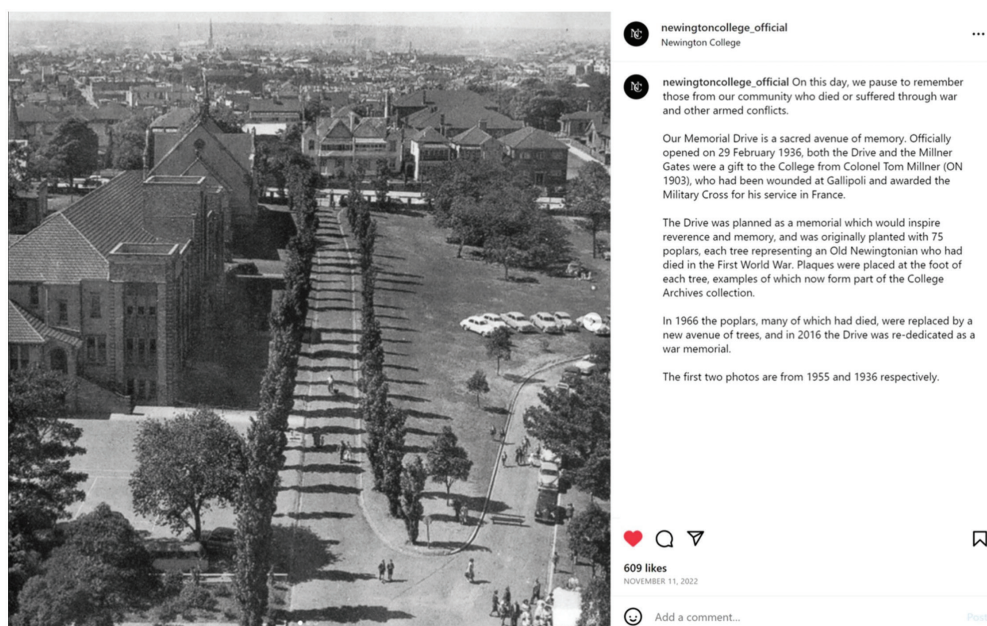 newingtoncollege_official
Newington College
newingtoncollege_official On this day, we pause to remember
those from our community who died or suffered through war
and other armed conflicts.
Our Memorial Drive is a sacred avenue of memory. Officially
opened on 29 February 1936, both the Drive and the Millner
Gates were a gift to the College from Colonel Tom Millner (ON
1903), who had been wounded at Gallipoli and awarded the
Military Cross for his service in France.
The Drive was planned as a memorial which would inspire
reverence and memory, and was originally planted with 75
poplars, each tree representing an Old Newingtonian who had
died in the First World War. Plaques were placed at the foot of
each tree, examples of which now form part of the College
Archives collection.
In 1966 the poplars, many of which had died, were replaced by a
new avenue of trees, and in 2016 the Drive was re-dedicated as a
war memorial.
The first two photos are from 1955 and 1936 respectively.
609 likes
NOVEMBER 11, 2022
Add a comment...
Post